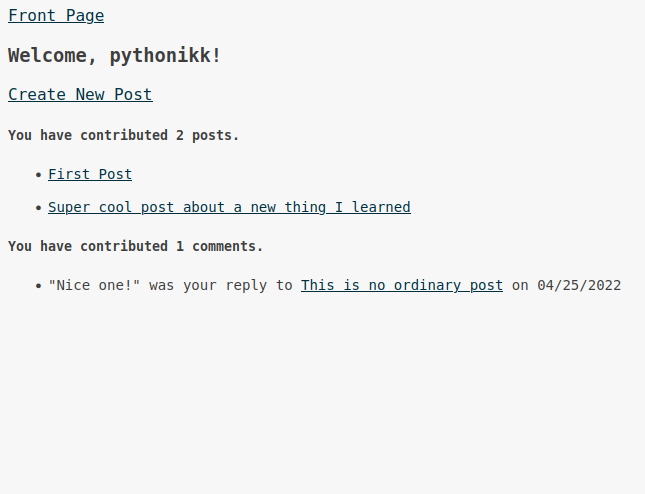 Front Page
Welcome, pythonikk!
Create New Post
You have contributed 2 posts.
First Post
Super cool post about a new thing I learned
You have contributed 1 comments.
"Nice one!" was your reply to This is no ordinary post on 04/25/2022